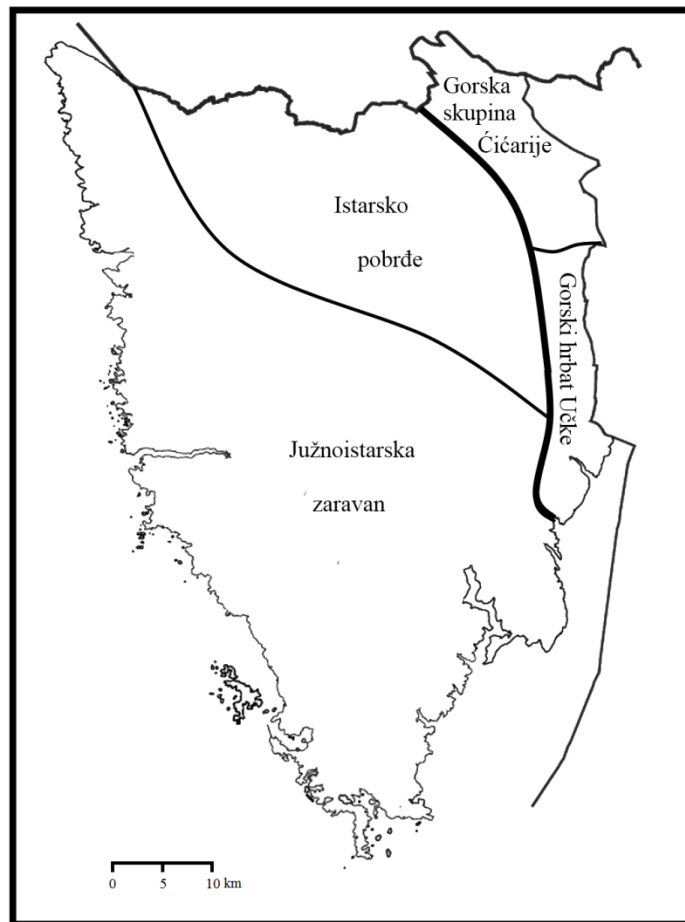 Gorska
skupina
Ćićarije
Istarsko
pobrđe
Gorski hrbat Učke
Južnoistarska
zaravan
0 5 10 km